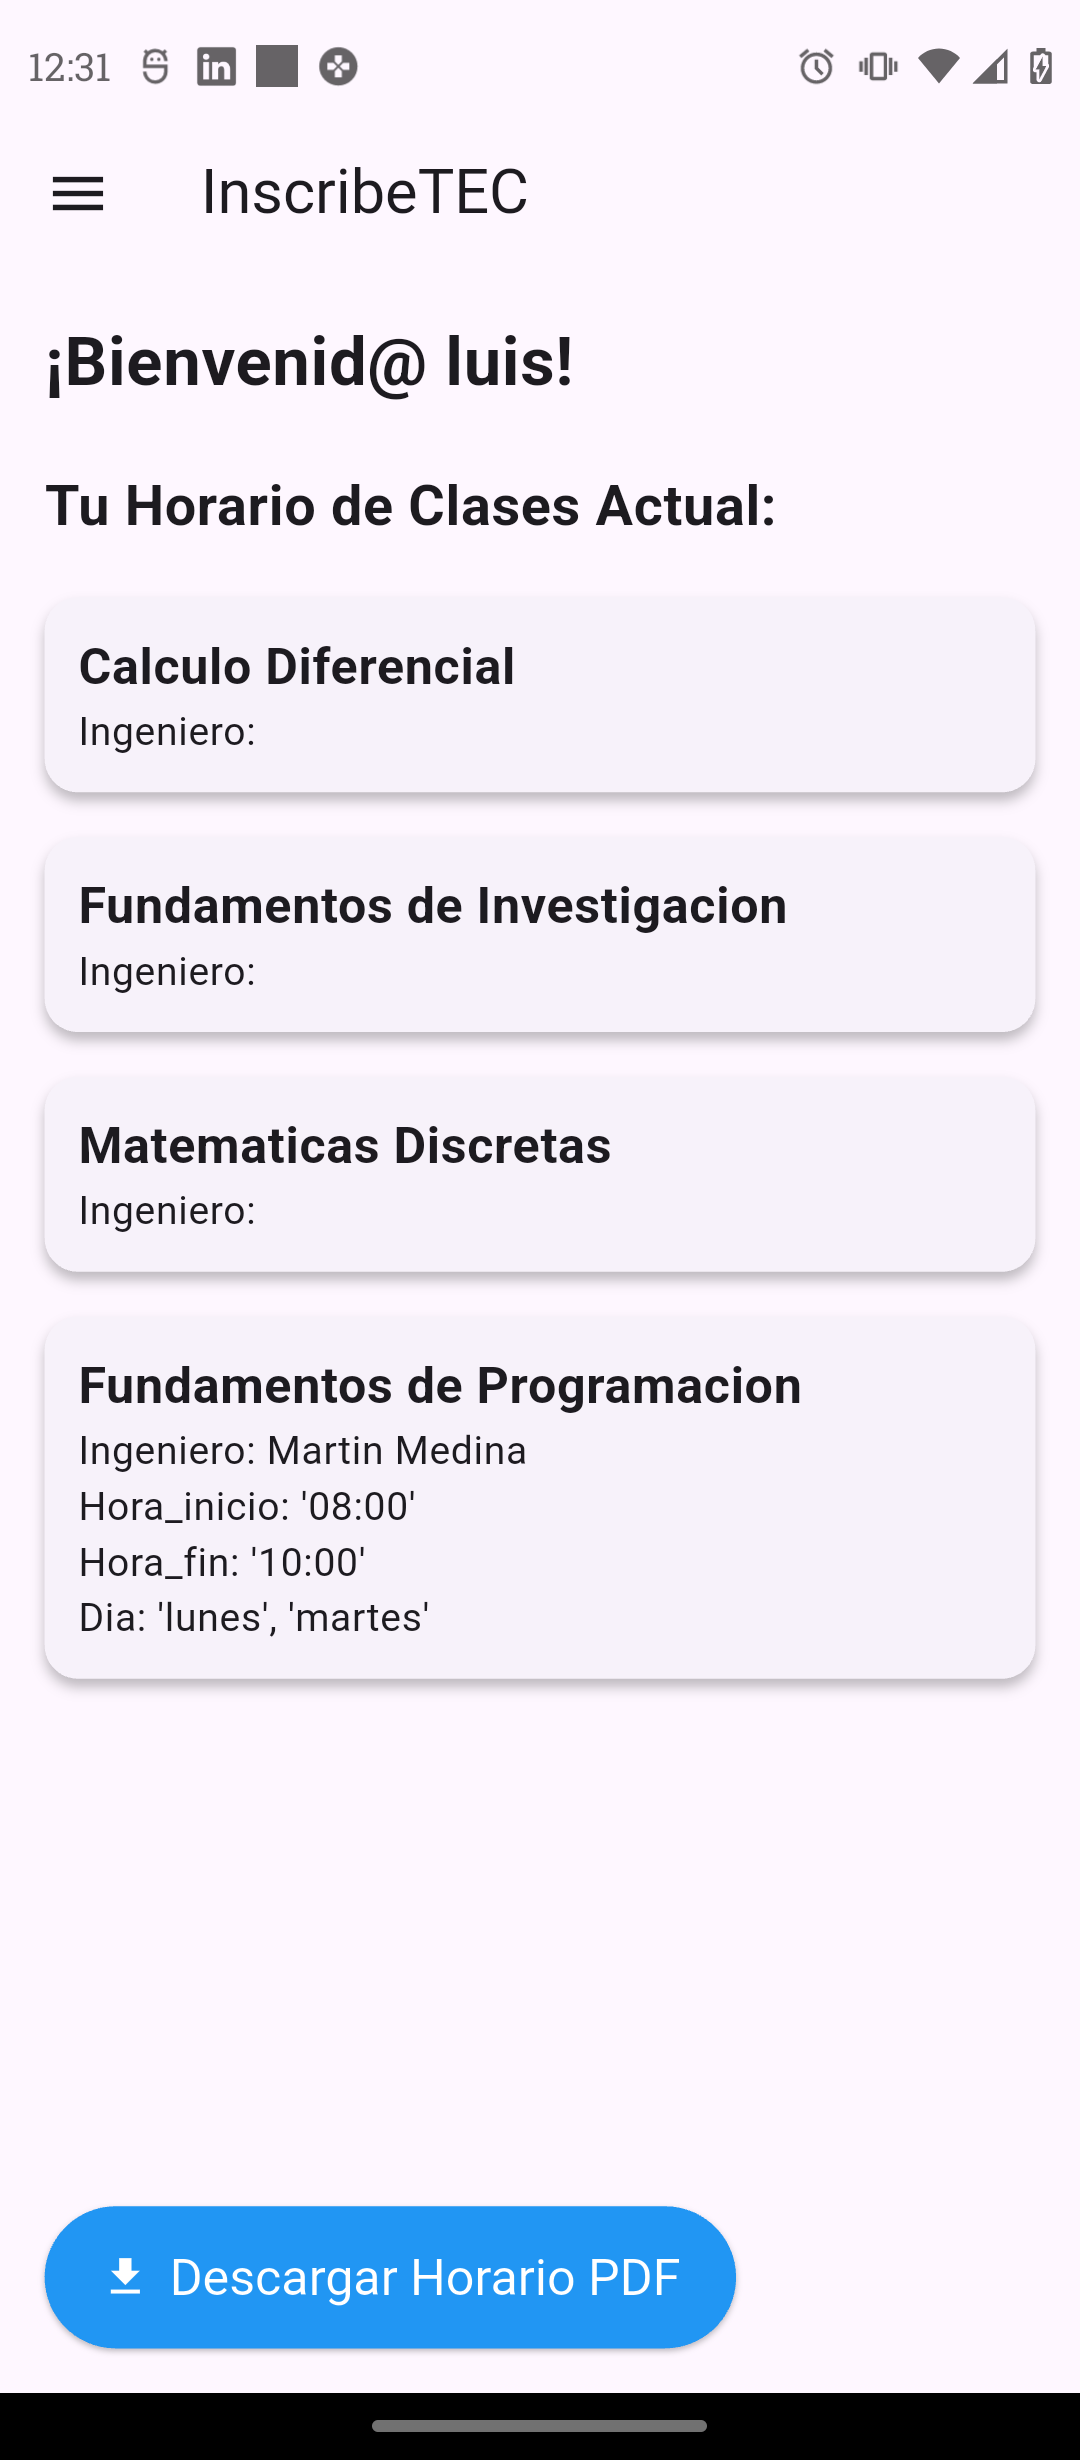 12:31
InscribeTEC
¡Bienvenid@ luis!
Tu Horario de Clases Actual:
Calculo Diferencial
Ingeniero:
Fundamentos de Investigacion
Ingeniero:
Matematicas Discretas
Ingeniero:
Fundamentos de Programacion
Ingeniero: Martin Medina
Hora_inicio: '08:00'
Hora_fin: '10:00'
Dia: 'lunes', 'martes'
Descargar Horario PDF